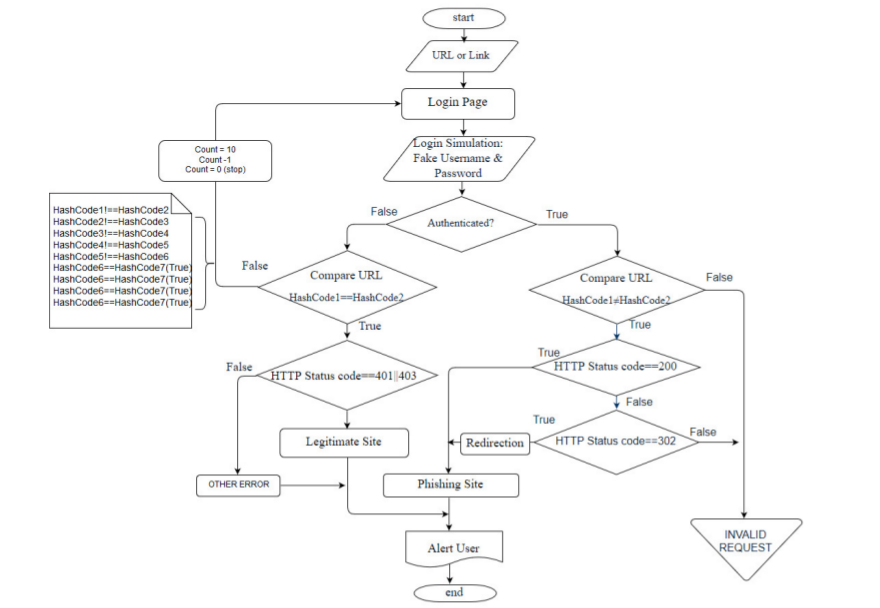 start
URL or Link
Login Page
Count = 10
Count -1
Count = 0 (stop)
Login Simulation:
Fake Username &
Password
HashCode1!==HashCode2
HashCode2!==HashCode3
HashCode3!==HashCode4
HashCode4!==HashCode5
HashCode5!==HashCode6
HashCode6==HashCode7(True)
HashCode6==HashCode7(True)
HashCode6==HashCode7(True)
HashCode6==HashCode7(True)
False
Authenticated?
True
False
Compare URL
HashCode1==HashCode2
Compare URL
HashCode1≠HashCode2
False
True
True
False
HTTP Status code==401||403
True
HTTP Status code==200
False
True
Legitimate Site
Redirection
HTTP Status code==302
False
OTHER ERROR
Phishing Site
Alert User
INVALID
REQUEST
end